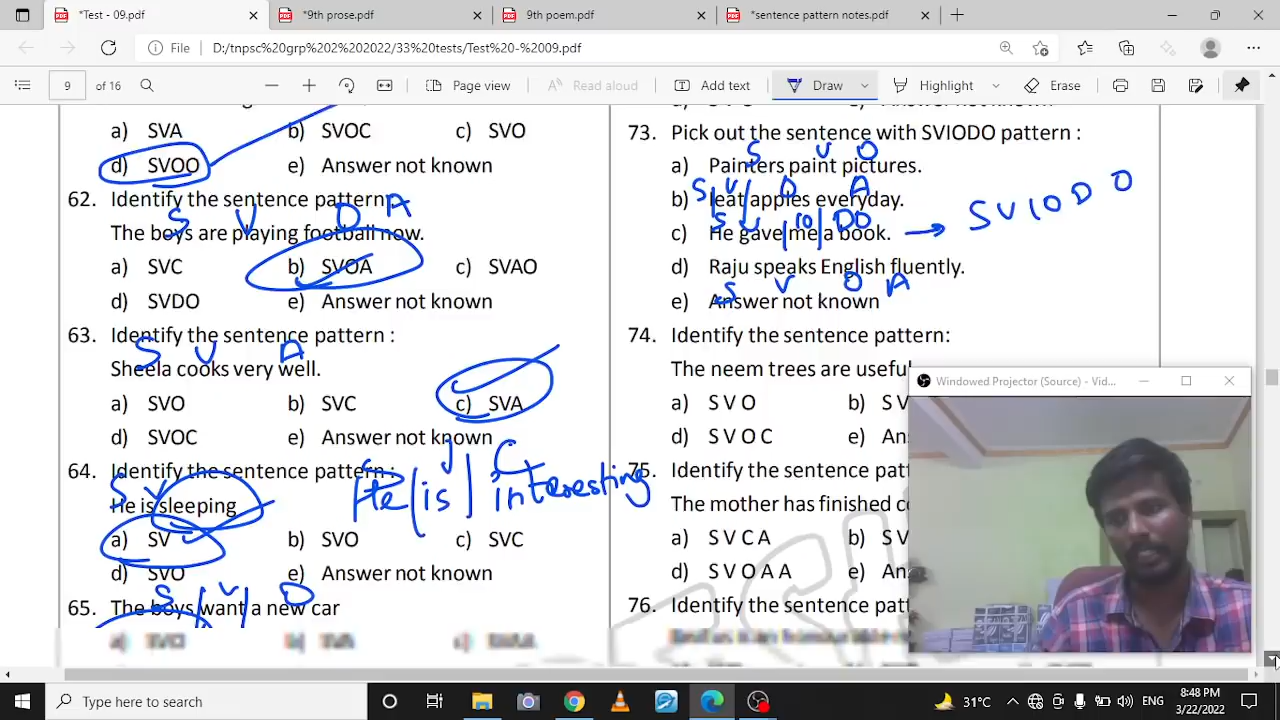 *Test - 09.pdf
*9th prose.pdf
9th poem.pdf
*sentence pattern notes.pdf
File D:/tnpsc%20grp%202%202022/33%20tests/Test%20-%2009.pdf
9 of 16 Page view Read aloud Add text Draw Highlight Erase
a) SVA b) SVOC c) SVO
d) SVOO e) Answer not known
62. Identify the sentence pattern
S V O A
The boys are playing football now.
a) SVC b) SVOA c) SVAO
d) SVDO e) Answer not known
63. Identify the sentence pattern :
S V A
Sheela cooks very well.
a) SVO b) SVC c) SVA
d) SVOC e) Answer not known
64. Identify the sentence pattern :
S V
He is sleeping
He is interesting
a) SV b) SVO c) SVC
d) SVO e) Answer not known
S V O
65. The boys want a new car
a) SVO b) SVA
73. Pick out the sentence with SVIODO pattern :
S V O
a) Painters paint pictures.
S V O A
b) Ieat apples everyday.
S V IO DO
c) He gave me a book. → SVIODO
d) Raju speaks English fluently.
S V O A
e) Answer not known
74. Identify the sentence pattern:
The neem trees are useful
a) S V O b) S V
d) S V O C e) An
75. Identify the sentence patt
The mother has finished co
a) S V C A b) S V
d) S V O A A e) An
76. Identify the sentence patt
Windowed Projector (Source) - Vid...
Type here to search
31°C ENG 8:48 PM
3/22/2022